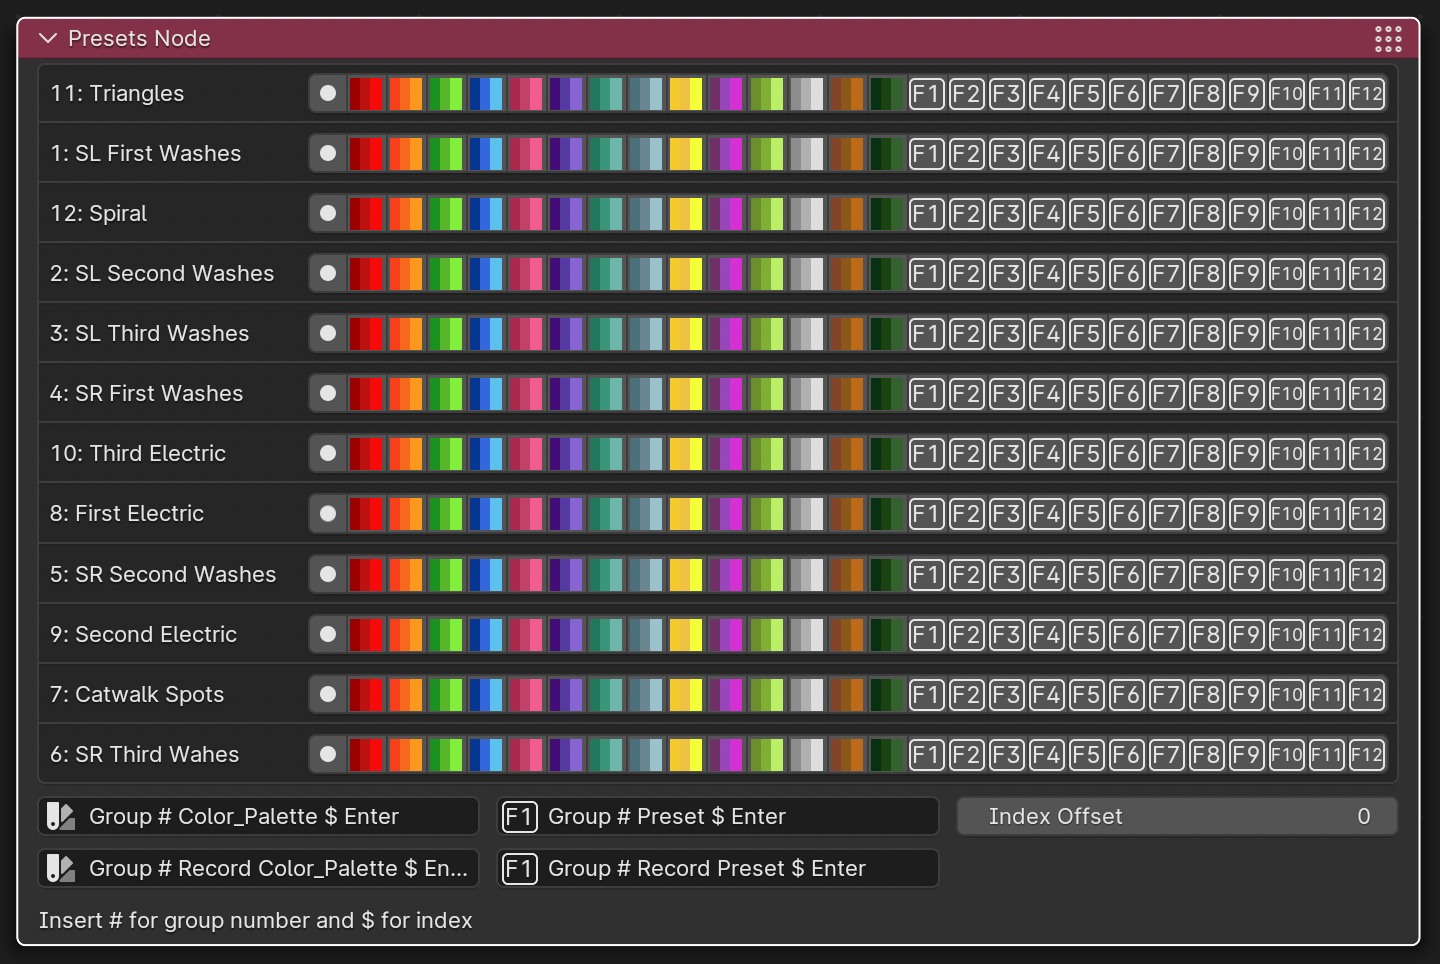 Presets Node
11: Triangles F1 F2 F3 F4 F5 F6 F7 F8 F9 F10 F11 F12
1: SL First Washes F1 F2 F3 F4 F5 F6 F7 F8 F9 F10 F11 F12
12: Spiral F1 F2 F3 F4 F5 F6 F7 F8 F9 F10 F11 F12
2: SL Second Washes F1 F2 F3 F4 F5 F6 F7 F8 F9 F10 F11 F12
3: SL Third Washes F1 F2 F3 F4 F5 F6 F7 F8 F9 F10 F11 F12
4: SR First Washes F1 F2 F3 F4 F5 F6 F7 F8 F9 F10 F11 F12
10: Third Electric F1 F2 F3 F4 F5 F6 F7 F8 F9 F10 F11 F12
8: First Electric F1 F2 F3 F4 F5 F6 F7 F8 F9 F10 F11 F12
5: SR Second Washes F1 F2 F3 F4 F5 F6 F7 F8 F9 F10 F11 F12
9: Second Electric F1 F2 F3 F4 F5 F6 F7 F8 F9 F10 F11 F12
7: Catwalk Spots F1 F2 F3 F4 F5 F6 F7 F8 F9 F10 F11 F12
6: SR Third Wahes F1 F2 F3 F4 F5 F6 F7 F8 F9 F10 F11 F12
Group # Color_Palette $ Enter F1 Group # Preset $ Enter Index Offset 0
Group # Record Color_Palette $ En... F1 Group # Record Preset $ Enter
Insert # for group number and $ for index